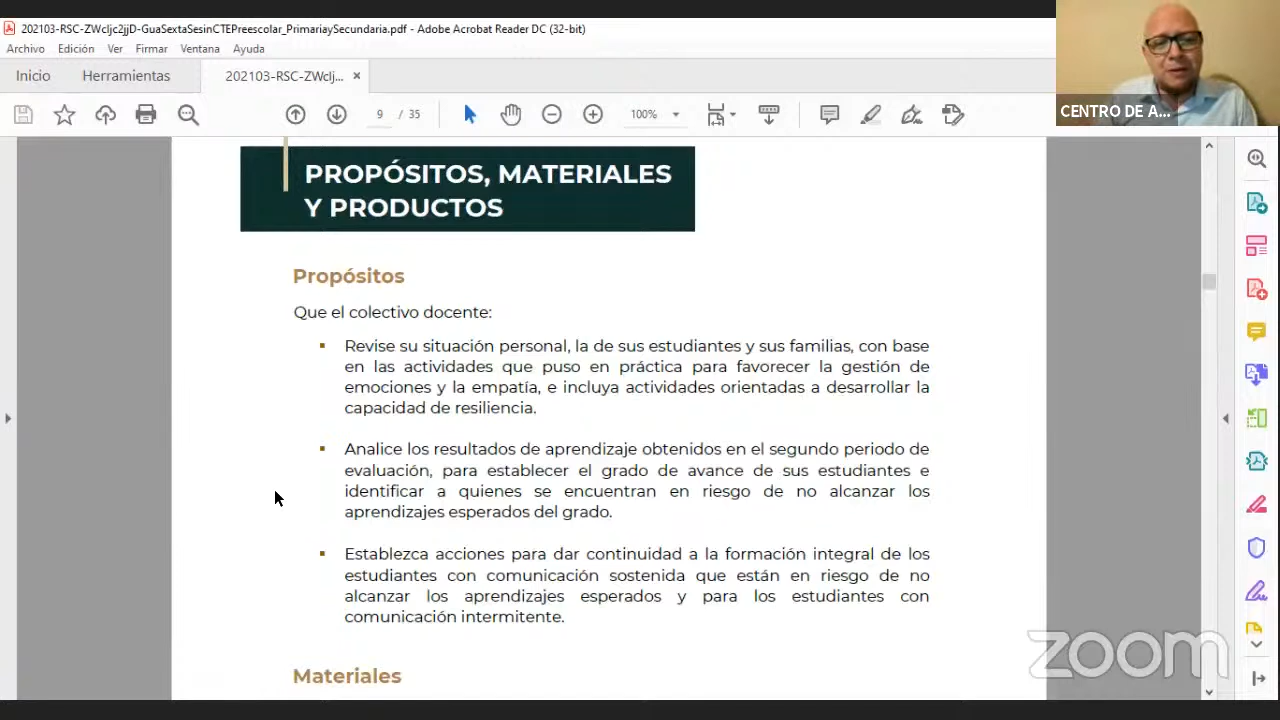 202103-RSC-ZWcIjc2jjD-GuaSextaSesinCTEPreescolar_PrimariaySecundaria.pdf - Adobe Acrobat Reader DC (32-bit)
Archivo Edición Ver Firmar Ventana Ayuda
Inicio Herramientas 202103-RSC-ZWcIj... ×
9 / 35 100%
CENTRO DE A...
PROPÓSITOS, MATERIALES
Y PRODUCTOS
Propósitos
Que el colectivo docente:
Revise su situación personal, la de sus estudiantes y sus familias, con base
en las actividades que puso en práctica para favorecer la gestión de
emociones y la empatía, e incluya actividades orientadas a desarrollar la
capacidad de resiliencia.
Analice los resultados de aprendizaje obtenidos en el segundo periodo de
evaluación, para establecer el grado de avance de sus estudiantes e
identificar a quienes se encuentran en riesgo de no alcanzar los
aprendizajes esperados del grado.
Establezca acciones para dar continuidad a la formación integral de los
estudiantes con comunicación sostenida que están en riesgo de no
alcanzar los aprendizajes esperados y para los estudiantes con
comunicación intermitente.
Materiales
zoom